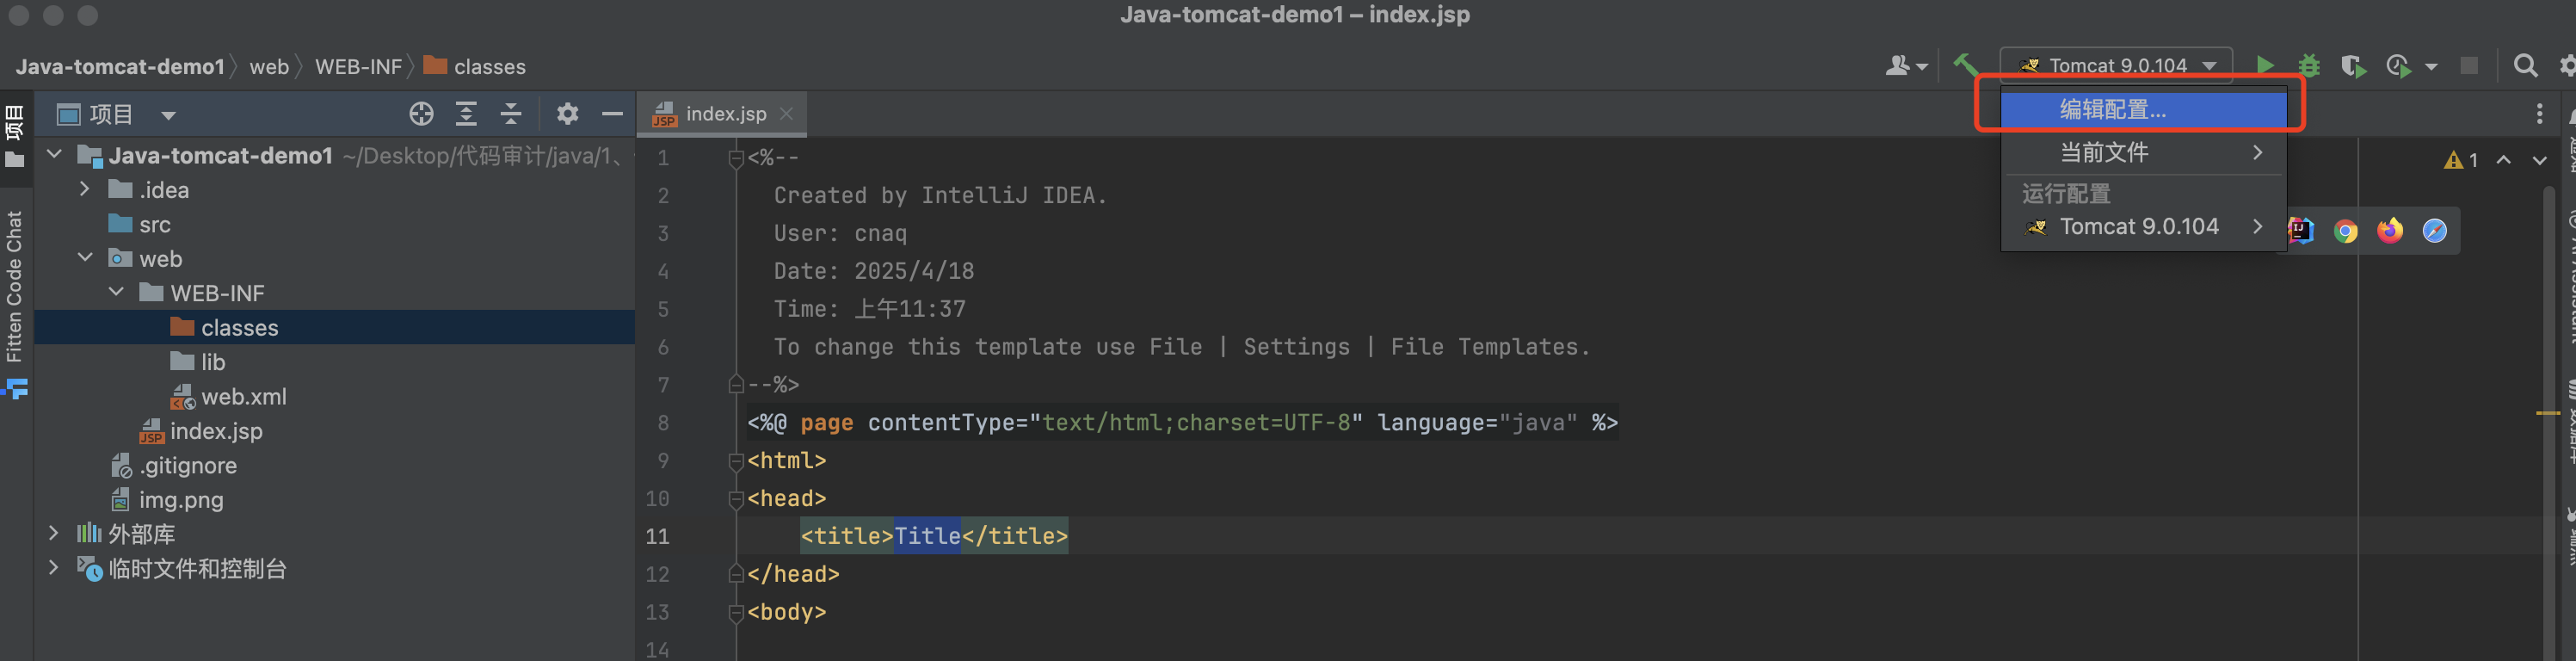 Java-tomcat-demo1 – index.jsp
Java-tomcat-demo1 web WEB-INF classes
Tomcat 9.0.104
项目
index.jsp
编辑配置...
当前文件
运行配置
Tomcat 9.0.104
项目
Fitten Code Chat
Java-tomcat-demo1 ~/Desktop/代码审计/java/1、
.idea
src
web
WEB-INF
classes
lib
web.xml
index.jsp
.gitignore
img.png
外部库
临时文件和控制台
1 <%--
2 Created by IntelliJ IDEA.
3 User: cnaq
4 Date: 2025/4/18
5 Time: 上午11:37
6 To change this template use File | Settings | File Templates.
7 --%>
8 <%@ page contentType="text/html;charset=UTF-8" language="java" %>
9 <html>
10 <head>
11 <title>Title</title>
12 </head>
13 <body>
14
1